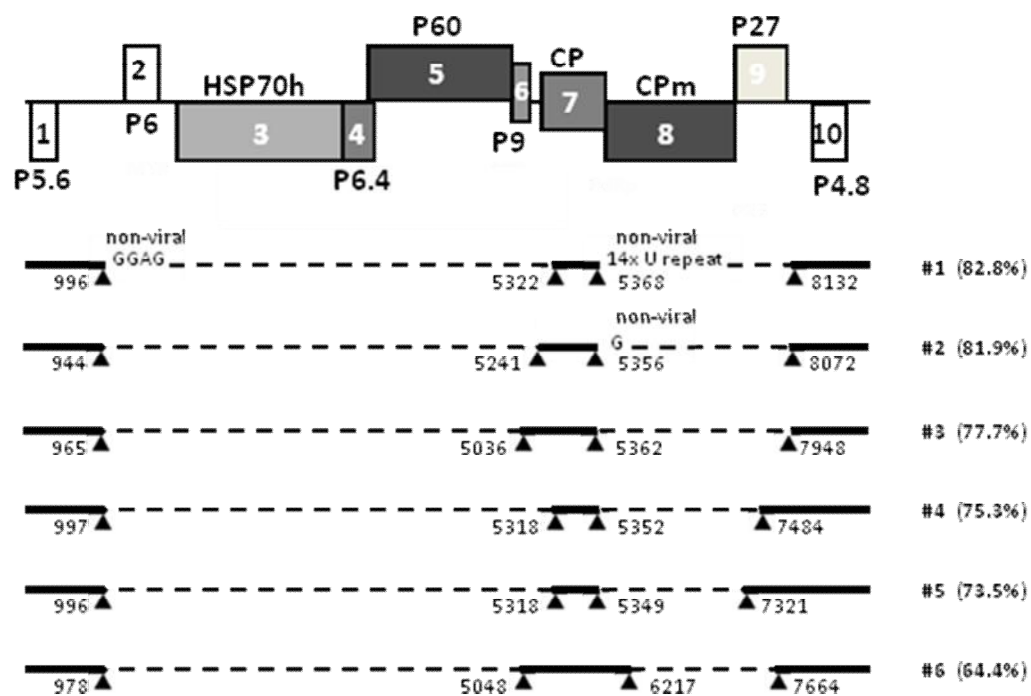 P60
P27
2
HSP70h
5
6
CP
7
CPm
9
1
P6
3
4
P9
8
10
P5.6
P6.4
P4.8
non-viral
GGAG
non-viral
14x U repeat
996
5322
5368
8132
#1 (82.8%)
non-viral
G
944
5241
5356
8072
#2 (81.9%)
965
5036
5362
7948
#3 (77.7%)
997
5318
5352
7484
#4 (75.3%)
996
5318
5349
7321
#5 (73.5%)
978
5048
6217
7664
#6 (64.4%)